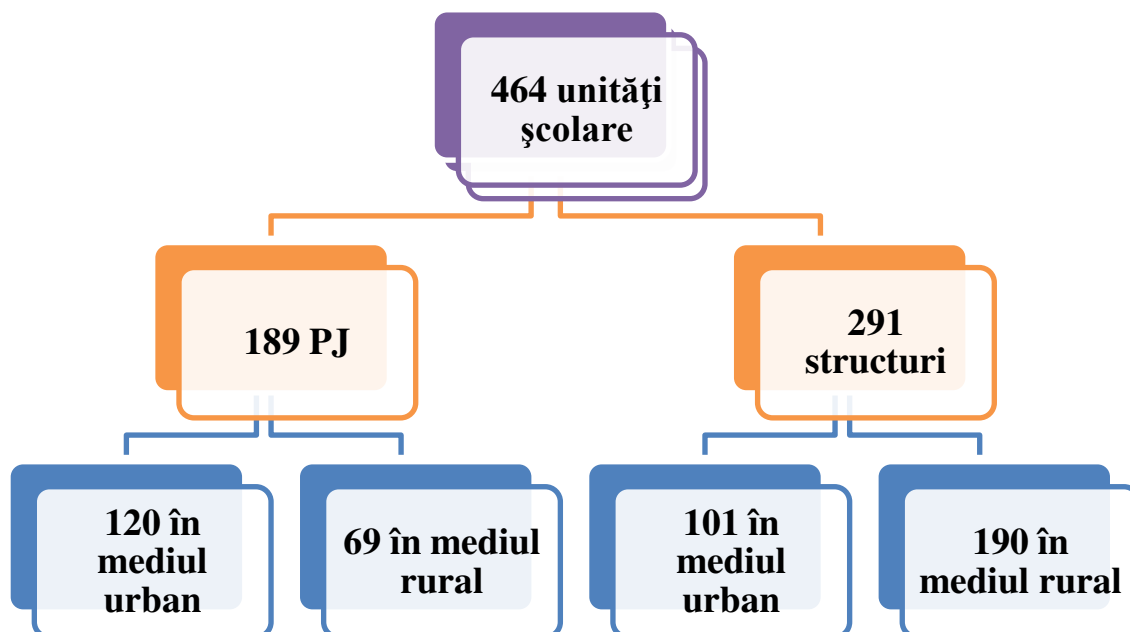 464 unităţi
şcolare
189 PJ
291
structuri
120 în
mediul
urban
69 în mediul
rural
101 în
mediul
urban
190 în
mediul rural